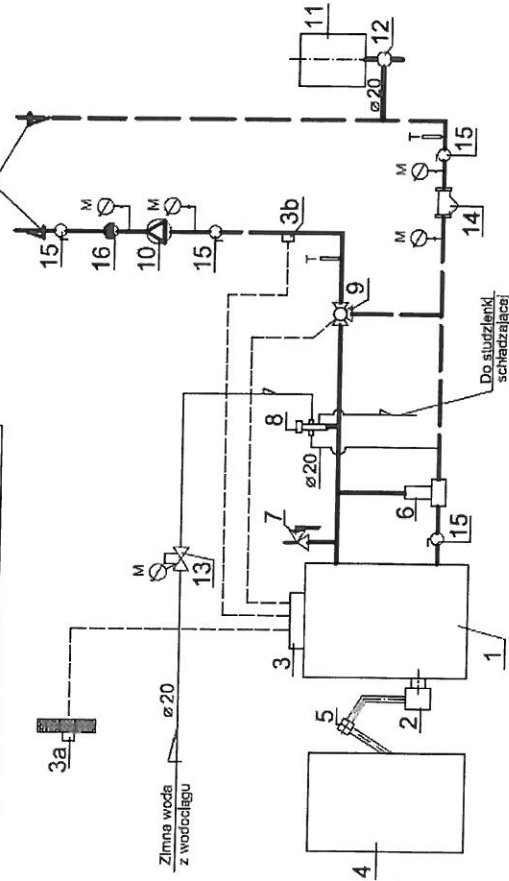 11
12
ø20
15
M
T
15
M
16
M
10
M
14
15
3b
T
9
Do studzienki
schładzającej
8
ø20
7
6
15
M
13
3
1
3a
ø20
Zimna woda
z wodociągu
5
2
4